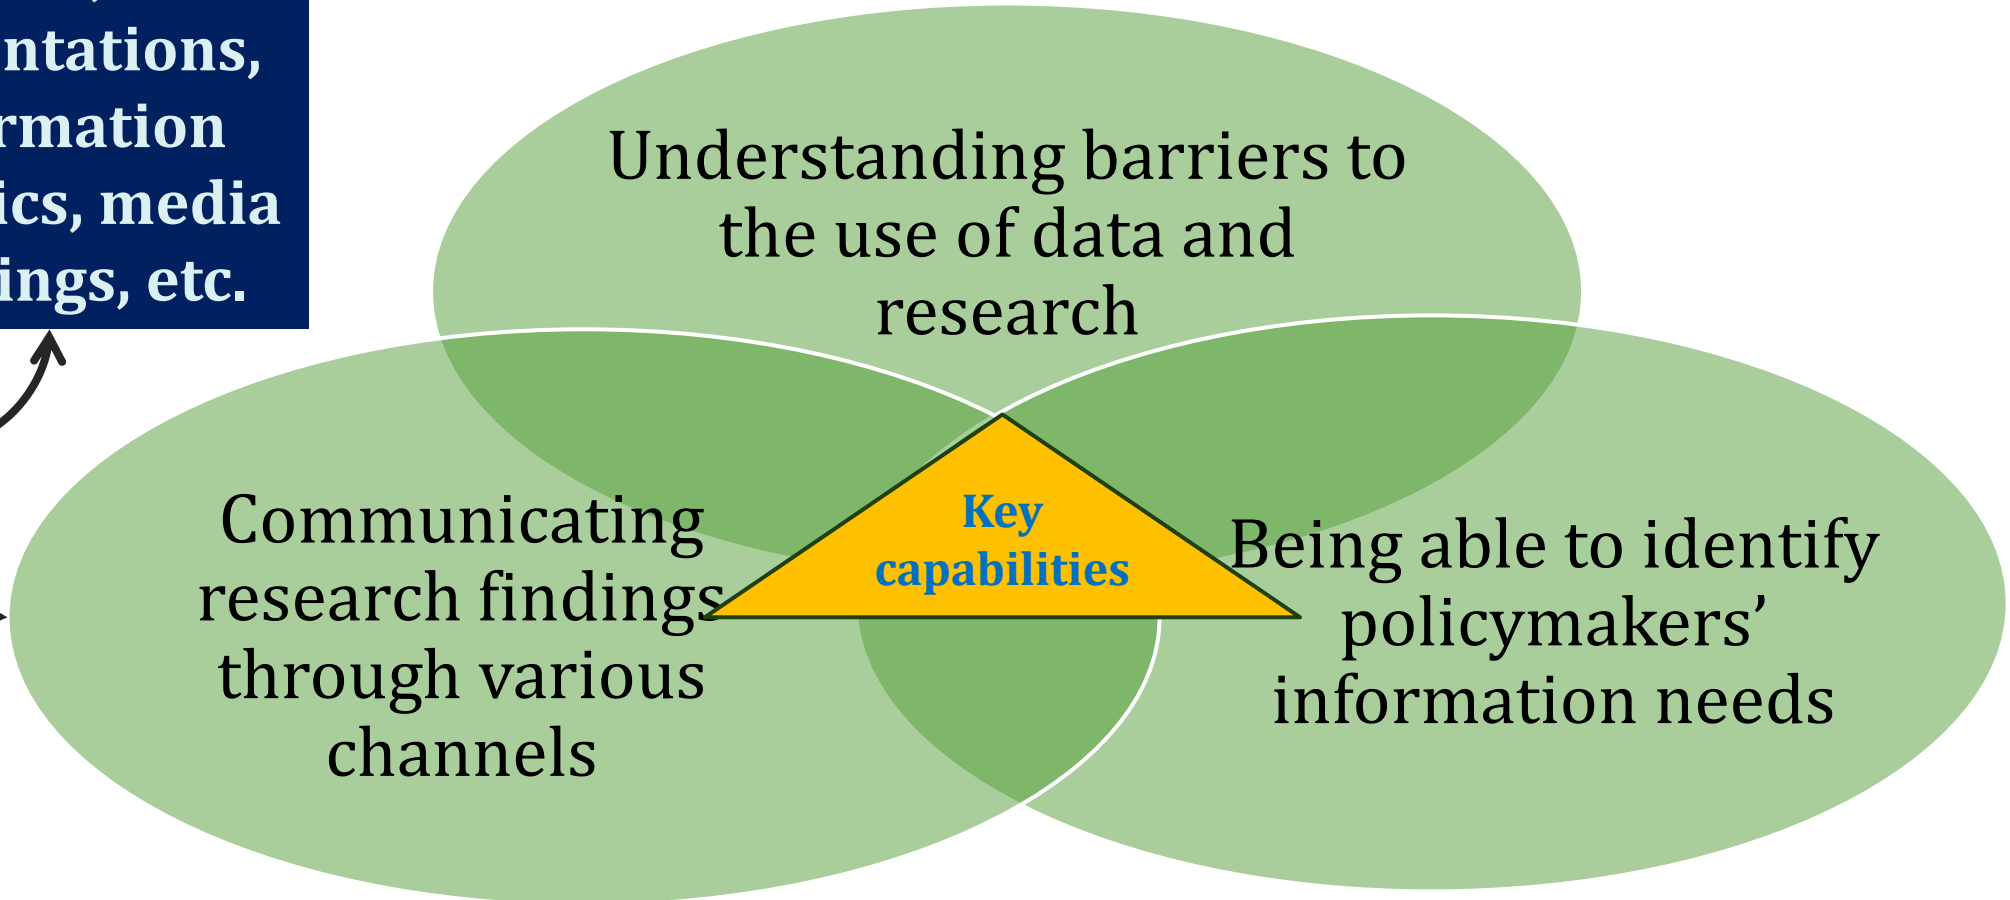 ntations,
rmation
ics, media
ings, etc.
Understanding barriers to
the use of data and
research
Key
capabilities
Communicating
research findings
through various
channels
Being able to identify
policymakers’
information needs